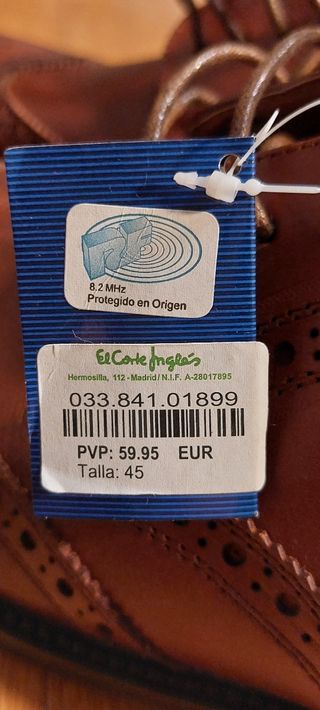 8.2 MHz
Protegido en Origen
El Corte Inglés
Hermosilla, 112 - Madrid / N.I.F. A-28017895
033.841.01899
PVP: 59.95 EUR
Talla: 45